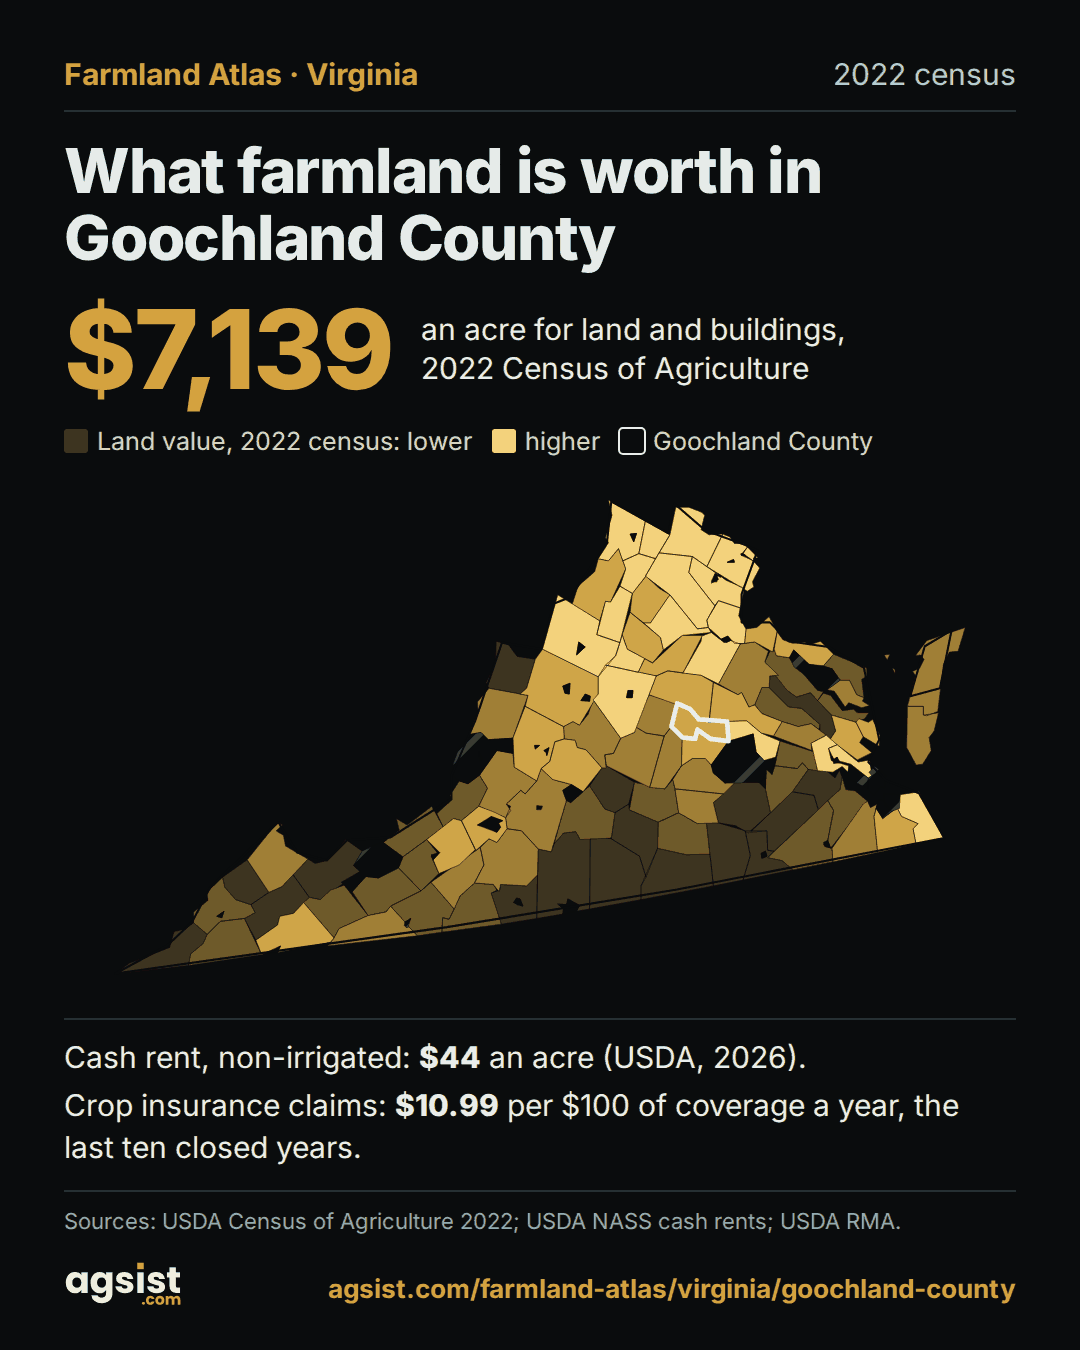 Farmland Atlas · Virginia
2022 census
What farmland is worth in
Goochland County
$7,139
an acre for land and buildings,
2022 Census of Agriculture
Land value, 2022 census: lower
higher
Goochland County
Cash rent, non-irrigated: $44 an acre (USDA, 2026).
Crop insurance claims: $10.99 per $100 of coverage a year, the
last ten closed years.
Sources: USDA Census of Agriculture 2022; USDA NASS cash rents; USDA RMA.
agsist
.com
agsist.com/farmland-atlas/virginia/goochland-county